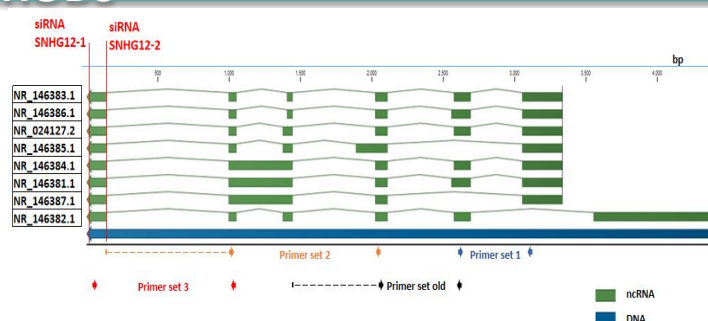 siRNA
SNHG12-1
siRNA
SNHG12-2
bp
500
1,000
1,500
2,000
2,500
3,000
3,500
4,000
NR_146383.1
NR_146386.1
NR_024127.2
NR_146385.1
NR_146384.1
NR_146381.1
NR_146387.1
NR_146382.1
Primer set 2
Primer set 1
Primer set 3
Primer set old
ncRNA
DNA